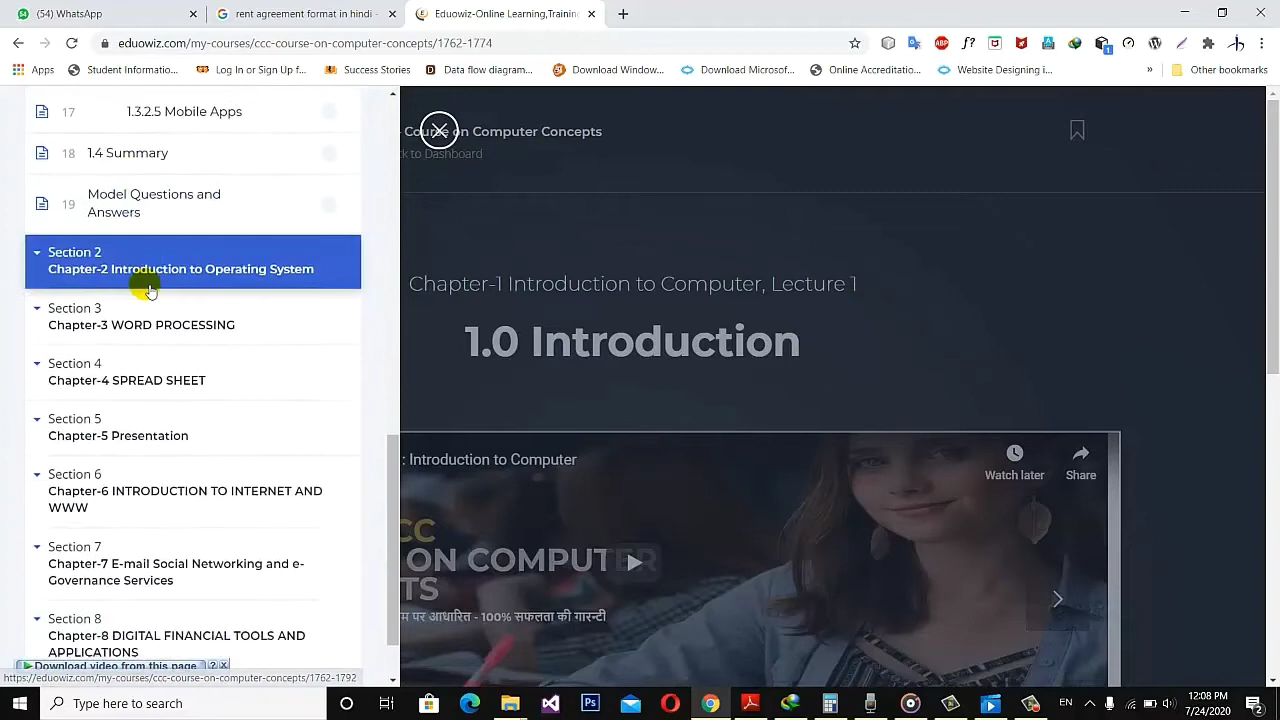 (54) WhatsApp
rent agreement format in hindi -
Eduowiz-Online Learning,Training
eduowiz.com/my-courses/ccc-course-on-computer-concepts/1762-1774
Apps
Student Informatio...
Log In or Sign up f...
Success Stories
Data flow diagram...
Download Window...
Download Microsof...
Online Accreditatio...
Website Designing i...
»
Other bookmarks
17 1.3.2.5 Mobile Apps
18 1.4 Summary
19 Model Questions and
Answers
Section 2
Chapter-2 Introduction to Operating System
Section 3
Chapter-3 WORD PROCESSING
Section 4
Chapter-4 SPREAD SHEET
Section 5
Chapter-5 Presentation
Section 6
Chapter-6 INTRODUCTION TO INTERNET AND
WWW
Section 7
Chapter-7 E-mail Social Networking and e-
Governance Services
Section 8
Chapter-8 DIGITAL FINANCIAL TOOLS AND
APPLICATIONS
Download video from this page ? x
https://eduowiz.com/my-courses/ccc-course-on-computer-concepts/1762-1792
- Course on Computer Concepts
ck to Dashboard
Chapter-1 Introduction to Computer, Lecture 1
1.0 Introduction
: Introduction to Computer
Watch later
Share
CC
ON COMPUTER
TS
म पर आधारित - 100% सफलता की गारन्टी
Type here to search
EN
12:08 PM
7/24/2020
2